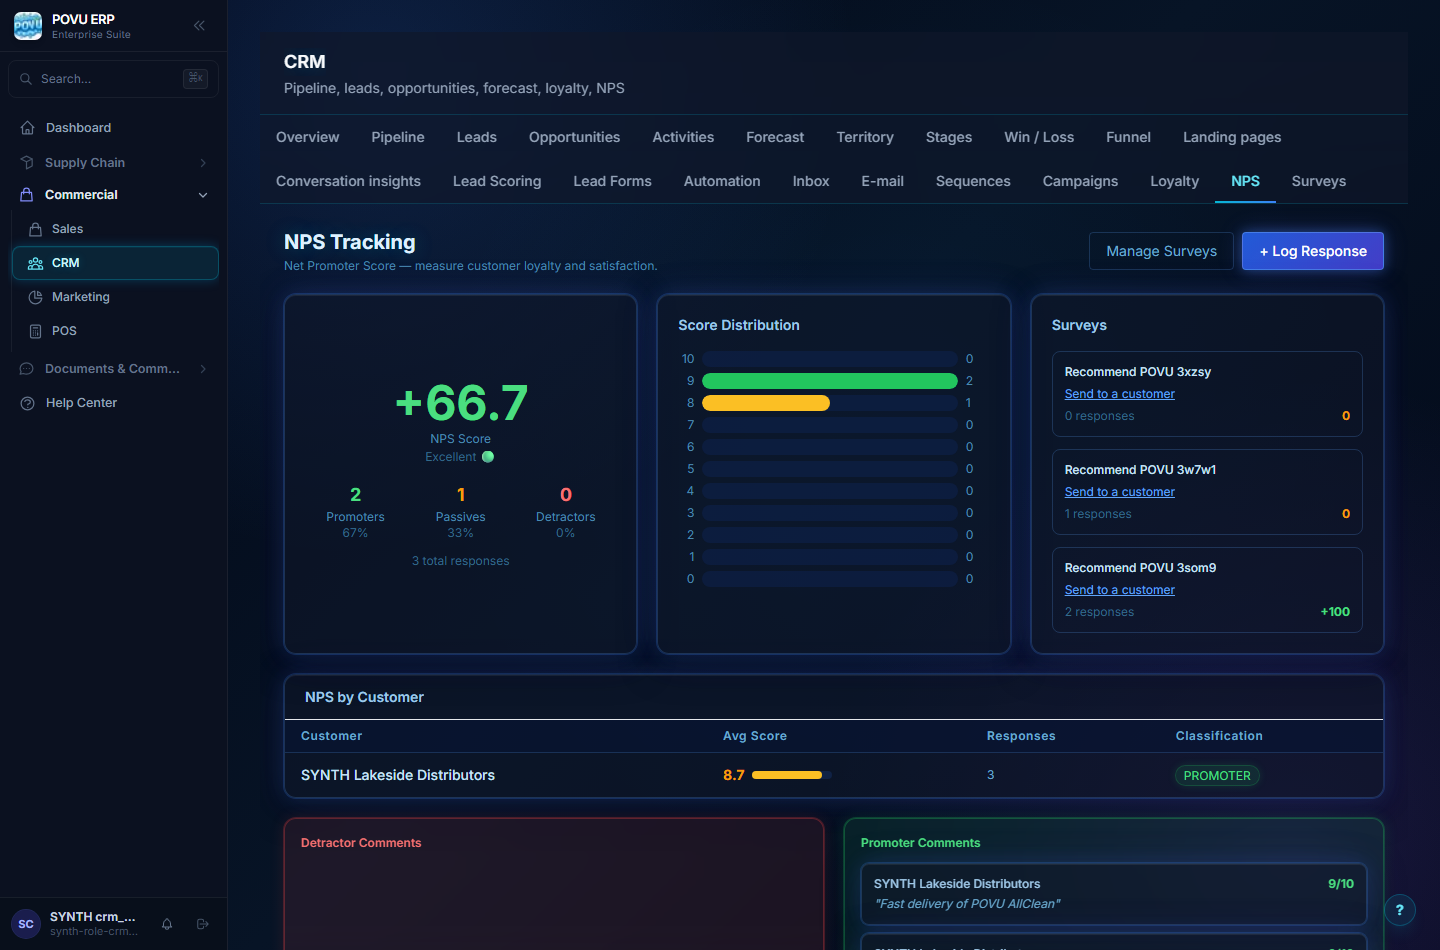 POVU ERP
Enterprise Suite
Search...
⌘K
Dashboard
Supply Chain
Commercial
Sales
CRM
Marketing
POS
Documents & Comm...
Help Center
SC
SYNTH crm_...
synth-role-crm...
CRM
Pipeline, leads, opportunities, forecast, loyalty, NPS
Overview Pipeline Leads Opportunities Activities Forecast Territory Stages Win / Loss Funnel Landing pages
Conversation insights Lead Scoring Lead Forms Automation Inbox E-mail Sequences Campaigns Loyalty NPS Surveys
NPS Tracking
Net Promoter Score — measure customer loyalty and satisfaction.
Manage Surveys
+ Log Response
+66.7
NPS Score
Excellent
2 1 0
Promoters Passives Detractors
67% 33% 0%
3 total responses
Score Distribution
10 0
9 2
8 1
7 0
6 0
5 0
4 0
3 0
2 0
1 0
0 0
Surveys
Recommend POVU 3xzsy
Send to a customer
0 responses 0
Recommend POVU 3w7w1
Send to a customer
1 responses 0
Recommend POVU 3som9
Send to a customer
2 responses +100
NPS by Customer
Customer Avg Score Responses Classification
SYNTH Lakeside Distributors 8.7 3 PROMOTER
Detractor Comments
Promoter Comments
SYNTH Lakeside Distributors 9/10
"Fast delivery of POVU AllClean"
?